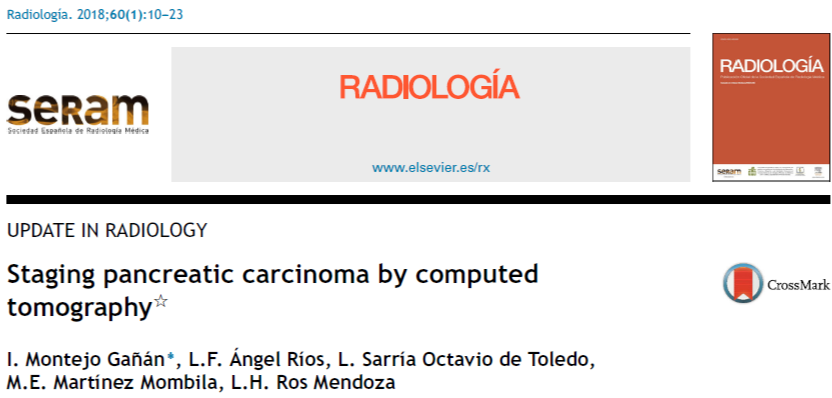 Radiología. 2018;60(1):10–23
SERAM
Sociedad Española de Radiología Médica
RADIOLOGÍA
www.elsevier.es/rx
RADIOLOGÍA
SERAM
UPDATE IN RADIOLOGY
Staging pancreatic carcinoma by computed
tomography☆
CrossMark
I. Montejo Gañán*, L.F. Ángel Ríos, L. Sarría Octavio de Toledo,
M.E. Martínez Mombila, L.H. Ros Mendoza